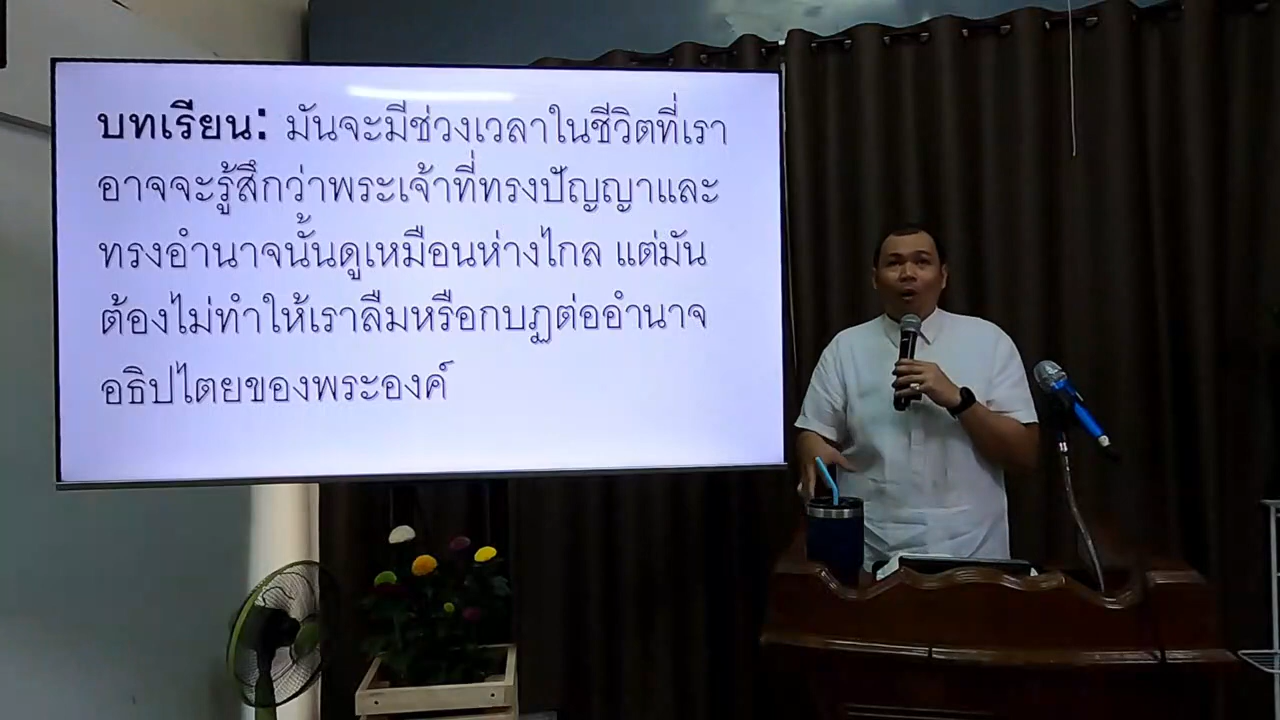 บทเรียน: มันจะมีช่วงเวลาในชีวิตที่เรา
อาจจะรู้สึกว่าพระเจ้าที่ทรงปัญญาและ
ทรงอำนาจนั้นดูเหมือนห่างไกล แต่มัน
ต้องไม่ทำให้เราลืมหรือกบฏต่ออำนาจ
อธิปไตยของพระองค์